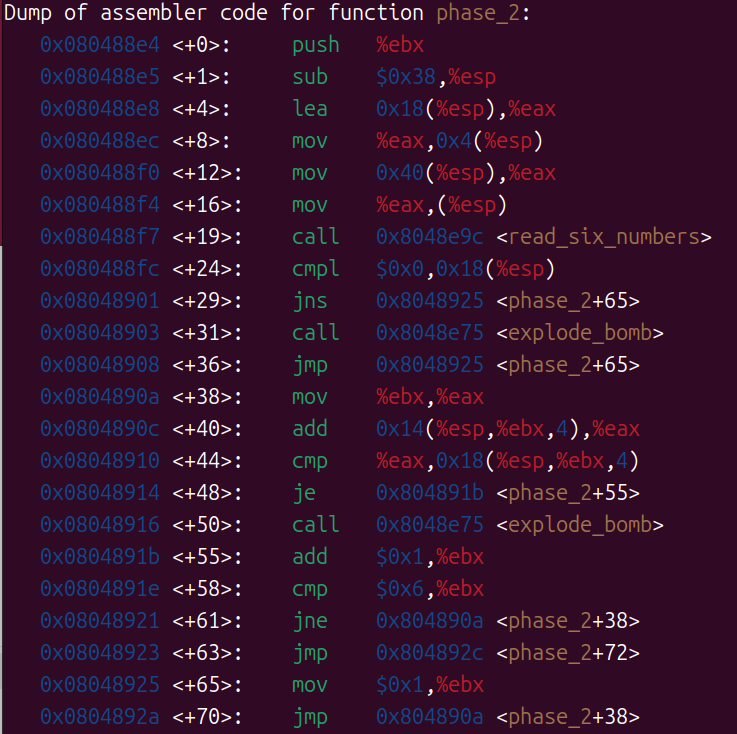 Dump of assembler code for function phase_2:
   0x080488e4 <+0>:     push   %ebx
   0x080488e5 <+1>:     sub    $0x38,%esp
   0x080488e8 <+4>:     lea    0x18(%esp),%eax
   0x080488ec <+8>:     mov    %eax,0x4(%esp)
   0x080488f0 <+12>:    mov    0x40(%esp),%eax
   0x080488f4 <+16>:    mov    %eax,(%esp)
   0x080488f7 <+19>:    call   0x8048e9c <read_six_numbers>
   0x080488fc <+24>:    cmpl   $0x0,0x18(%esp)
   0x08048901 <+29>:    jns    0x8048925 <phase_2+65>
   0x08048903 <+31>:    call   0x8048e75 <explode_bomb>
   0x08048908 <+36>:    jmp    0x8048925 <phase_2+65>
   0x0804890a <+38>:    mov    %ebx,%eax
   0x0804890c <+40>:    add    0x14(%esp,%ebx,4),%eax
   0x08048910 <+44>:    cmp    %eax,0x18(%esp,%ebx,4)
   0x08048914 <+48>:    je     0x804891b <phase_2+55>
   0x08048916 <+50>:    call   0x8048e75 <explode_bomb>
   0x0804891b <+55>:    add    $0x1,%ebx
   0x0804891e <+58>:    cmp    $0x6,%ebx
   0x08048921 <+61>:    jne    0x804890a <phase_2+38>
   0x08048923 <+63>:    jmp    0x804892c <phase_2+72>
   0x08048925 <+65>:    mov    $0x1,%ebx
   0x0804892a <+70>:    jmp    0x804890a <phase_2+38>